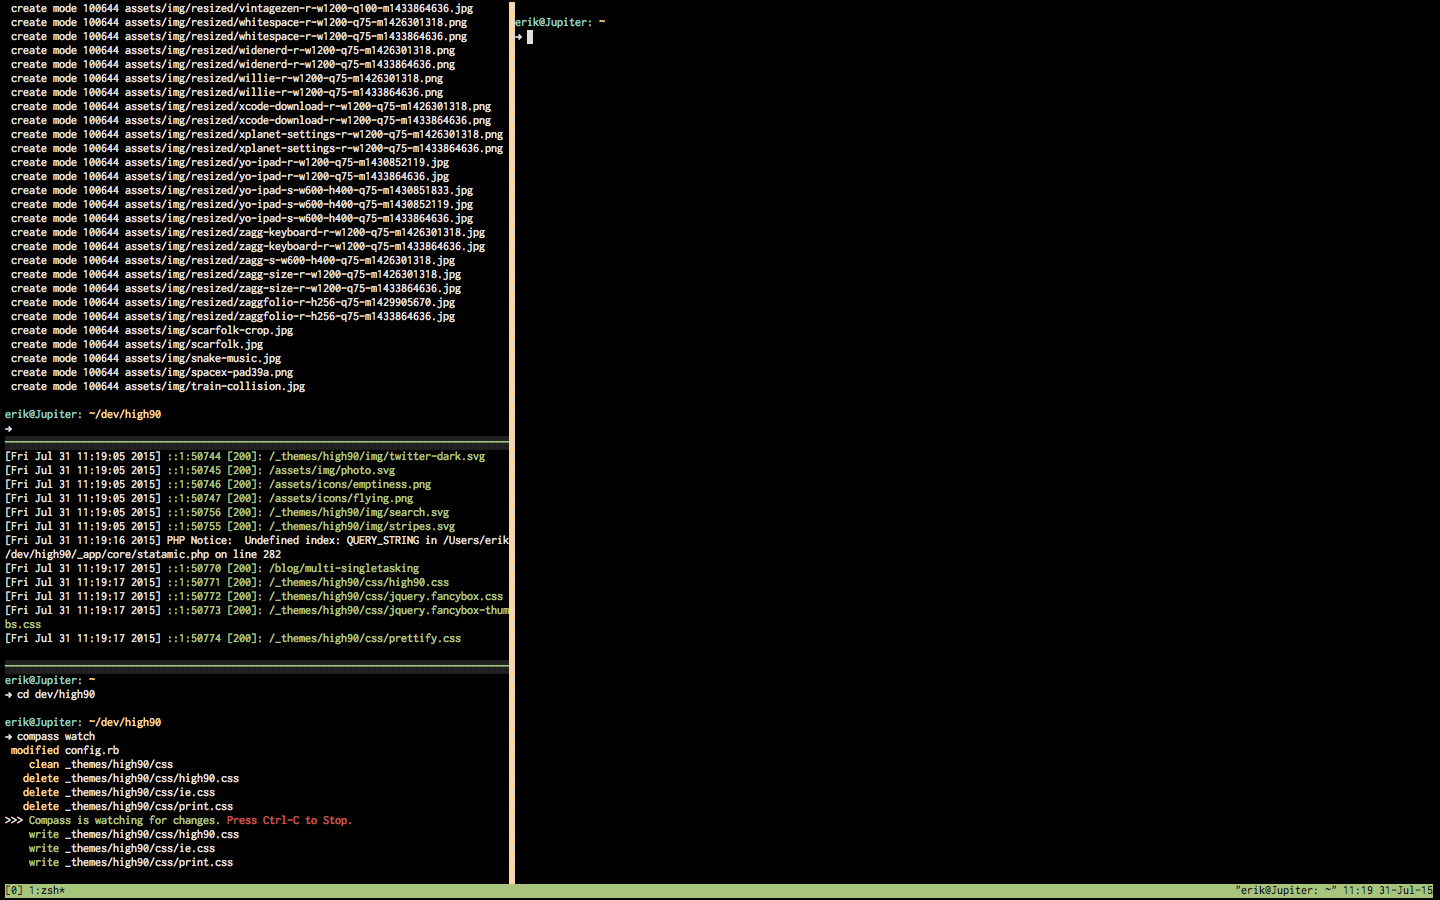 create mode 100644 assets/img/resized/vintagezen-r-w1200-q100-m1433864636.jpg
create mode 100644 assets/img/resized/whitespace-r-w1200-q75-m1426301318.png
create mode 100644 assets/img/resized/whitespace-r-w1200-q75-m1433864636.png
create mode 100644 assets/img/resized/widenerd-r-w1200-q75-m1426301318.png
create mode 100644 assets/img/resized/widenerd-r-w1200-q75-m1433864636.png
create mode 100644 assets/img/resized/willie-r-w1200-q75-m1426301318.png
create mode 100644 assets/img/resized/willie-r-w1200-q75-m1433864636.png
create mode 100644 assets/img/resized/xcode-download-r-w1200-q75-m1426301318.png
create mode 100644 assets/img/resized/xcode-download-r-w1200-q75-m1433864636.png
create mode 100644 assets/img/resized/xplanet-settings-r-w1200-q75-m1426301318.png
create mode 100644 assets/img/resized/xplanet-settings-r-w1200-q75-m1433864636.png
create mode 100644 assets/img/resized/yo-ipad-r-w1200-q75-m1430852119.jpg
create mode 100644 assets/img/resized/yo-ipad-r-w1200-q75-m1433864636.jpg
create mode 100644 assets/img/resized/yo-ipad-s-w600-h400-q75-m1430851833.jpg
create mode 100644 assets/img/resized/yo-ipad-s-w600-h400-q75-m1430852119.jpg
create mode 100644 assets/img/resized/yo-ipad-s-w600-h400-q75-m1433864636.jpg
create mode 100644 assets/img/resized/zagg-keyboard-r-w1200-q75-m1426301318.jpg
create mode 100644 assets/img/resized/zagg-keyboard-r-w1200-q75-m1433864636.jpg
create mode 100644 assets/img/resized/zagg-s-w600-h400-q75-m1426301318.jpg
create mode 100644 assets/img/resized/zagg-size-r-w1200-q75-m1426301318.jpg
create mode 100644 assets/img/resized/zagg-size-r-w1200-q75-m1433864636.jpg
create mode 100644 assets/img/resized/zaggfolio-r-h256-q75-m1429905670.jpg
create mode 100644 assets/img/resized/zaggfolio-r-h256-q75-m1433864636.jpg
create mode 100644 assets/img/scarfolk-crop.jpg
create mode 100644 assets/img/scarfolk.jpg
create mode 100644 assets/img/snake-music.jpg
create mode 100644 assets/img/spacex-pad39a.png
create mode 100644 assets/img/train-collision.jpg
erik@Jupiter: ~/dev/high90
→
[Fri Jul 31 11:19:05 2015] ::1:50744 [200]: /_themes/high90/img/twitter-dark.svg
[Fri Jul 31 11:19:05 2015] ::1:50745 [200]: /assets/img/photo.svg
[Fri Jul 31 11:19:05 2015] ::1:50746 [200]: /assets/icons/emptiness.png
[Fri Jul 31 11:19:05 2015] ::1:50747 [200]: /assets/icons/flying.png
[Fri Jul 31 11:19:05 2015] ::1:50756 [200]: /_themes/high90/img/search.svg
[Fri Jul 31 11:19:05 2015] ::1:50755 [200]: /_themes/high90/img/stripes.svg
[Fri Jul 31 11:19:16 2015] PHP Notice:  Undefined index: QUERY_STRING in /Users/erik
/dev/high90/_app/core/statamic.php on line 282
[Fri Jul 31 11:19:17 2015] ::1:50770 [200]: /blog/multi-singletasking
[Fri Jul 31 11:19:17 2015] ::1:50771 [200]: /_themes/high90/css/high90.css
[Fri Jul 31 11:19:17 2015] ::1:50772 [200]: /_themes/high90/css/jquery.fancybox.css
[Fri Jul 31 11:19:17 2015] ::1:50773 [200]: /_themes/high90/css/jquery.fancybox-thum
bs.css
[Fri Jul 31 11:19:17 2015] ::1:50774 [200]: /_themes/high90/css/prettify.css
erik@Jupiter: ~
→ cd dev/high90
erik@Jupiter: ~/dev/high90
→ compass watch
modified config.rb
clean _themes/high90/css
delete _themes/high90/css/high90.css
delete _themes/high90/css/ie.css
delete _themes/high90/css/print.css
>>> Compass is watching for changes. Press Ctrl-C to Stop.
write _themes/high90/css/high90.css
write _themes/high90/css/ie.css
write _themes/high90/css/print.css
erik@Jupiter: ~
→
[0] 1:zsh*
"erik@Jupiter: ~" 11:19 31-Jul-15